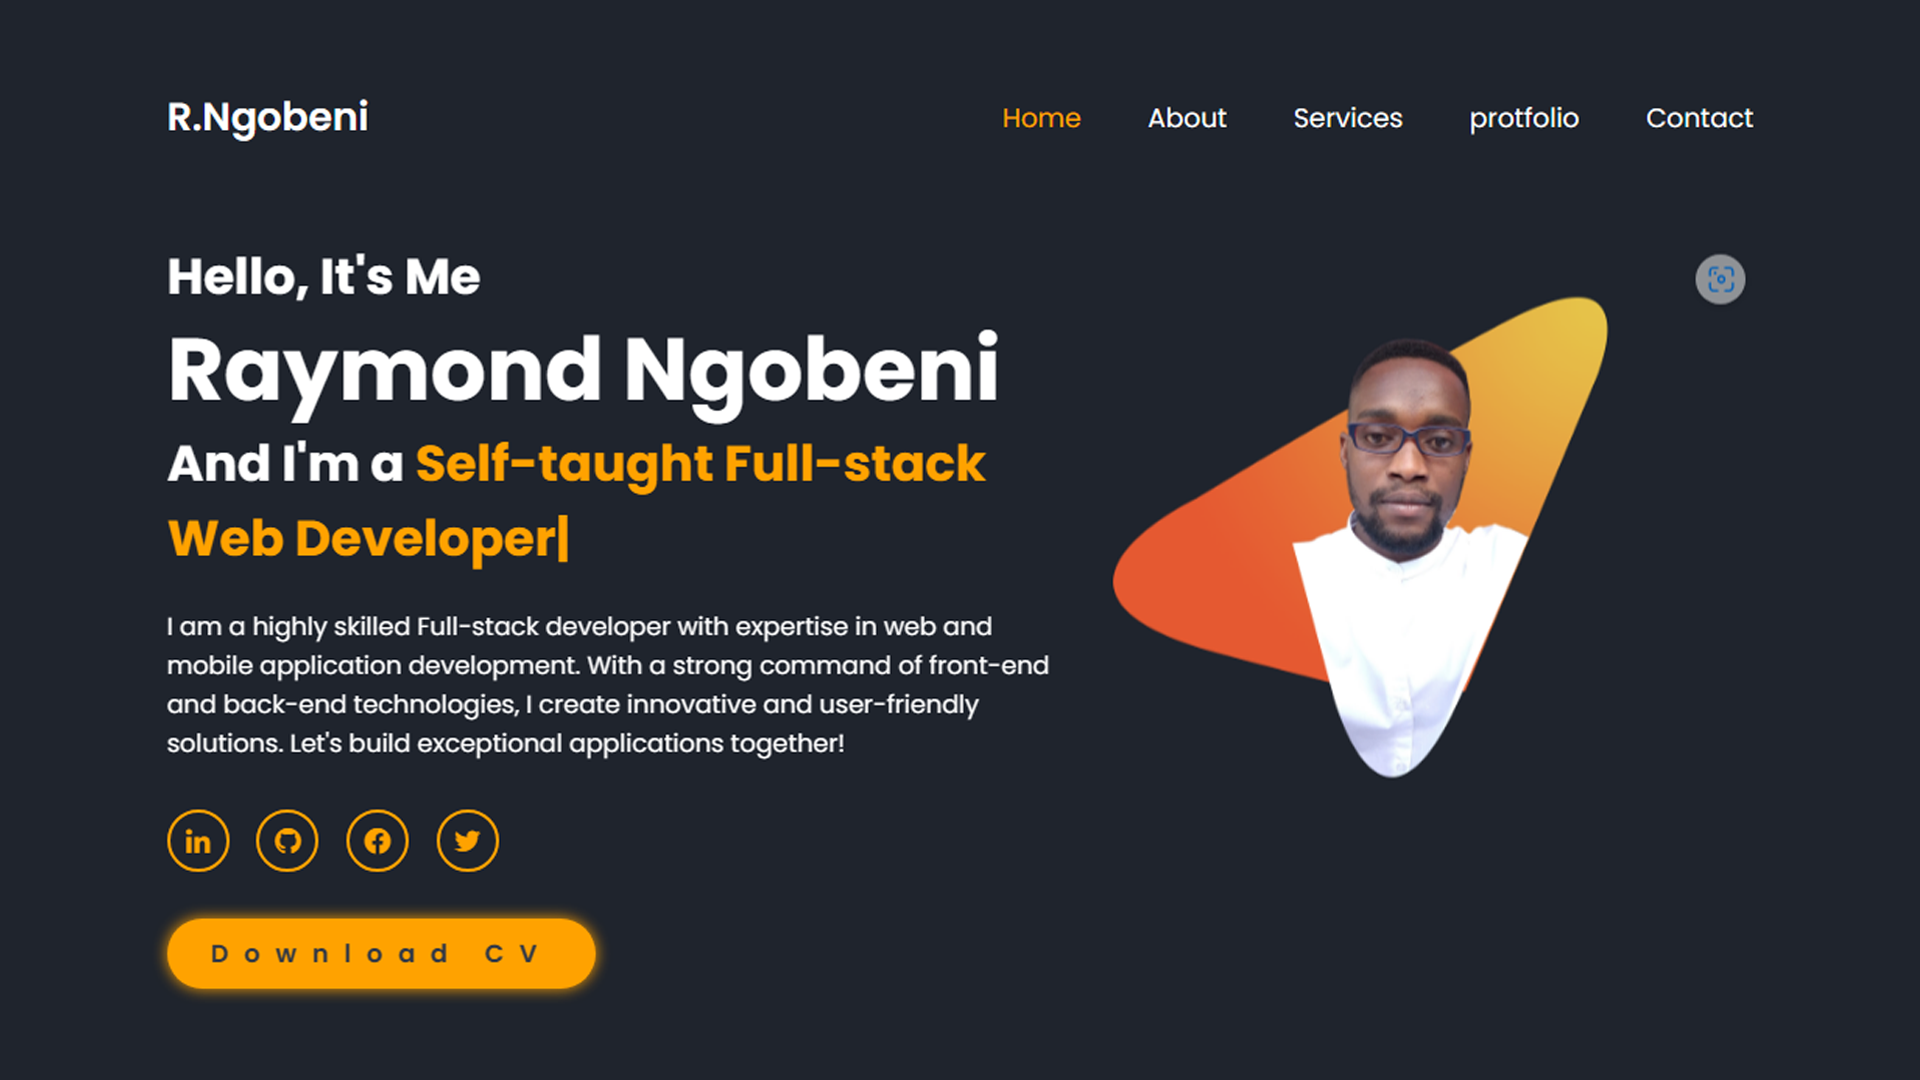 R.Ngobeni
Home About Services protfolio Contact
Hello, It's Me
Raymond Ngobeni
And I'm a Self-taught Full-stack
Web Developer|
I am a highly skilled Full-stack developer with expertise in web and
mobile application development. With a strong command of front-end
and back-end technologies, I create innovative and user-friendly
solutions. Let's build exceptional applications together!
in
Download CV